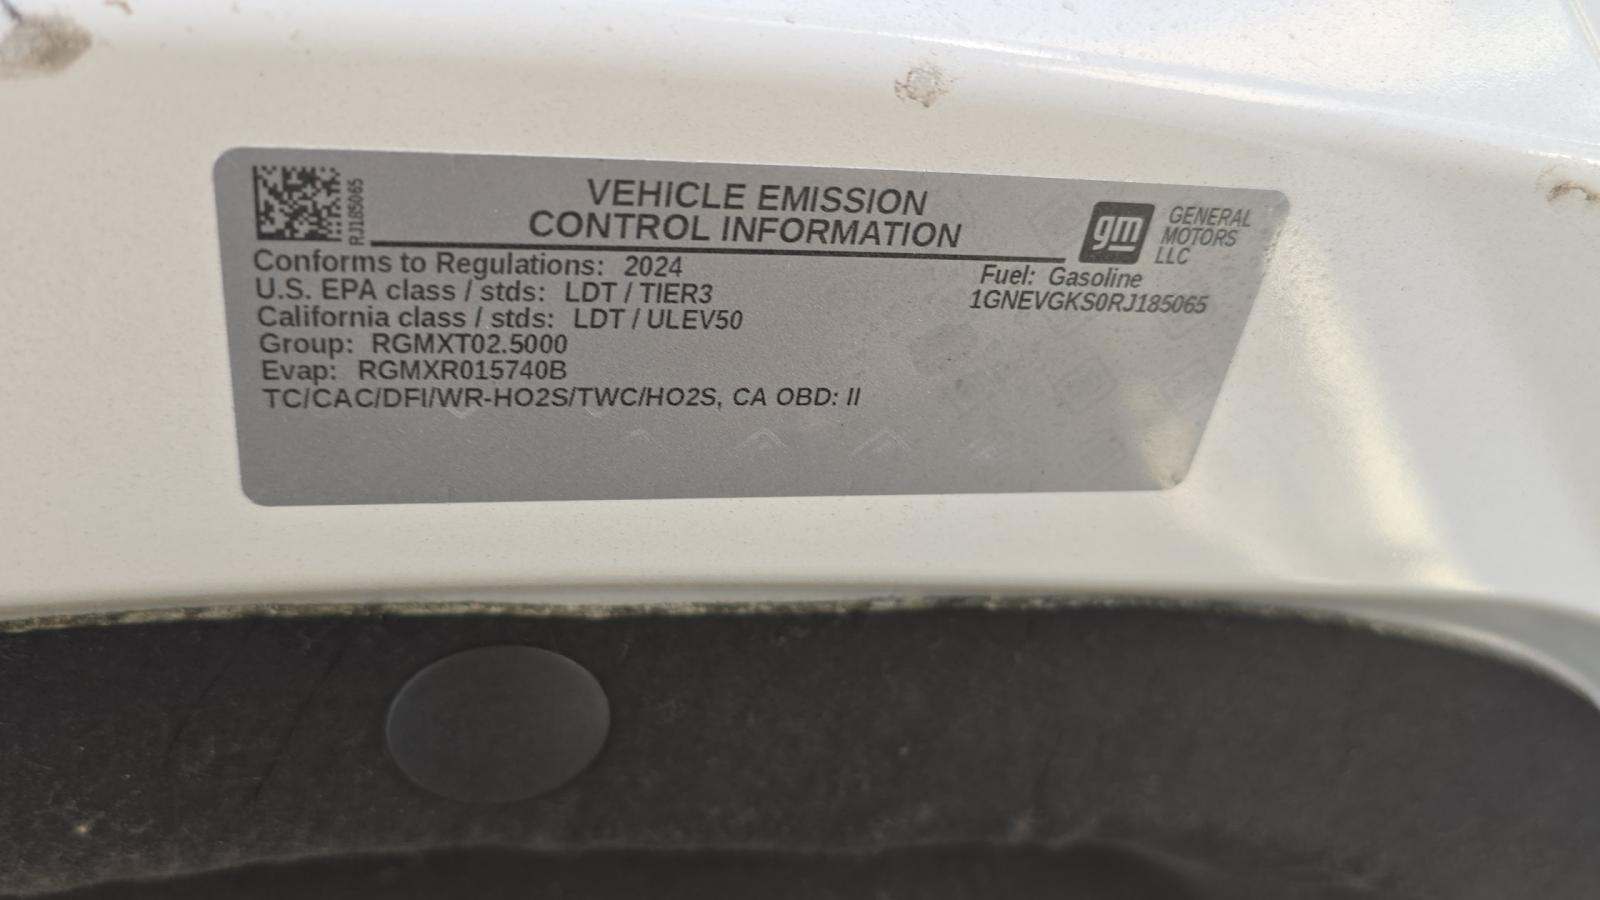 RJ185065
VEHICLE EMISSION
CONTROL INFORMATION
gm
GENERAL
MOTORS
LLC
Conforms to Regulations: 2024
Fuel: Gasoline
U.S. EPA class / stds: LDT / TIER3
1GNEVGKS0RJ185065
California class / stds: LDT / ULEV50
Group: RGMXT02.5000
Evap: RGMXR015740B
TC/CAC/DFI/WR-HO2S/TWC/HO2S, CA OBD: II